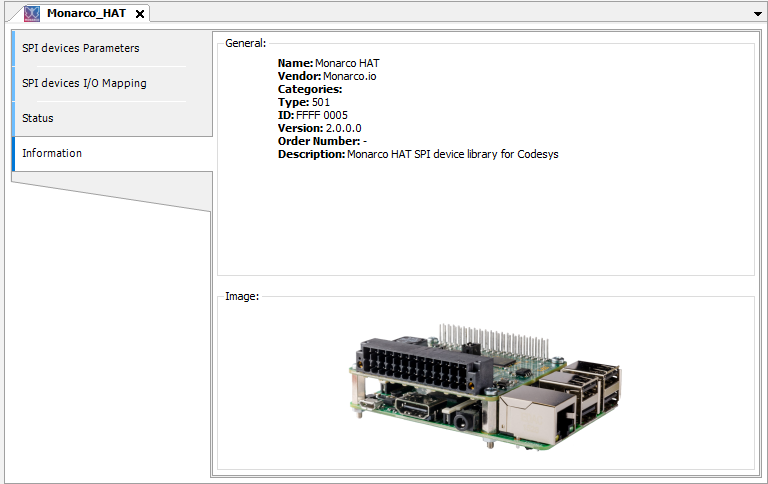 Monarco_HAT
SPI devices Parameters
SPI devices I/O Mapping
Status
Information
General:
Name: Monarco HAT
Vendor: Monarco.io
Categories:
Type: 501
ID: FFFF 0005
Version: 2.0.0.0
Order Number: -
Description: Monarco HAT SPI device library for Codesys
Image: